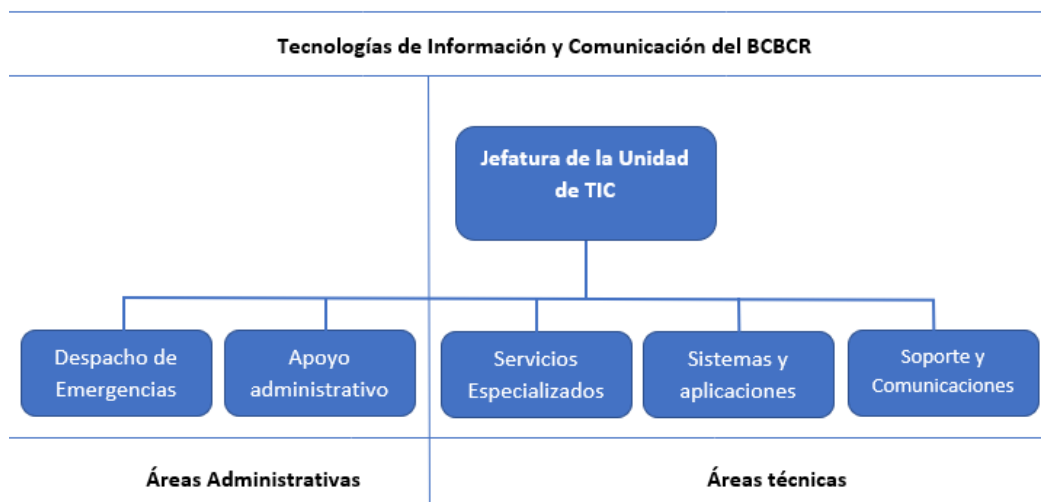 Tecnologías de Información y Comunicación del BCBCR
Jefatura de la Unidad
de TIC
Despacho de
Emergencias
Apoyo
administrativo
Servicios
Especializados
Sistemas y
aplicaciones
Soporte y
Comunicaciones
Áreas Administrativas
Áreas técnicas